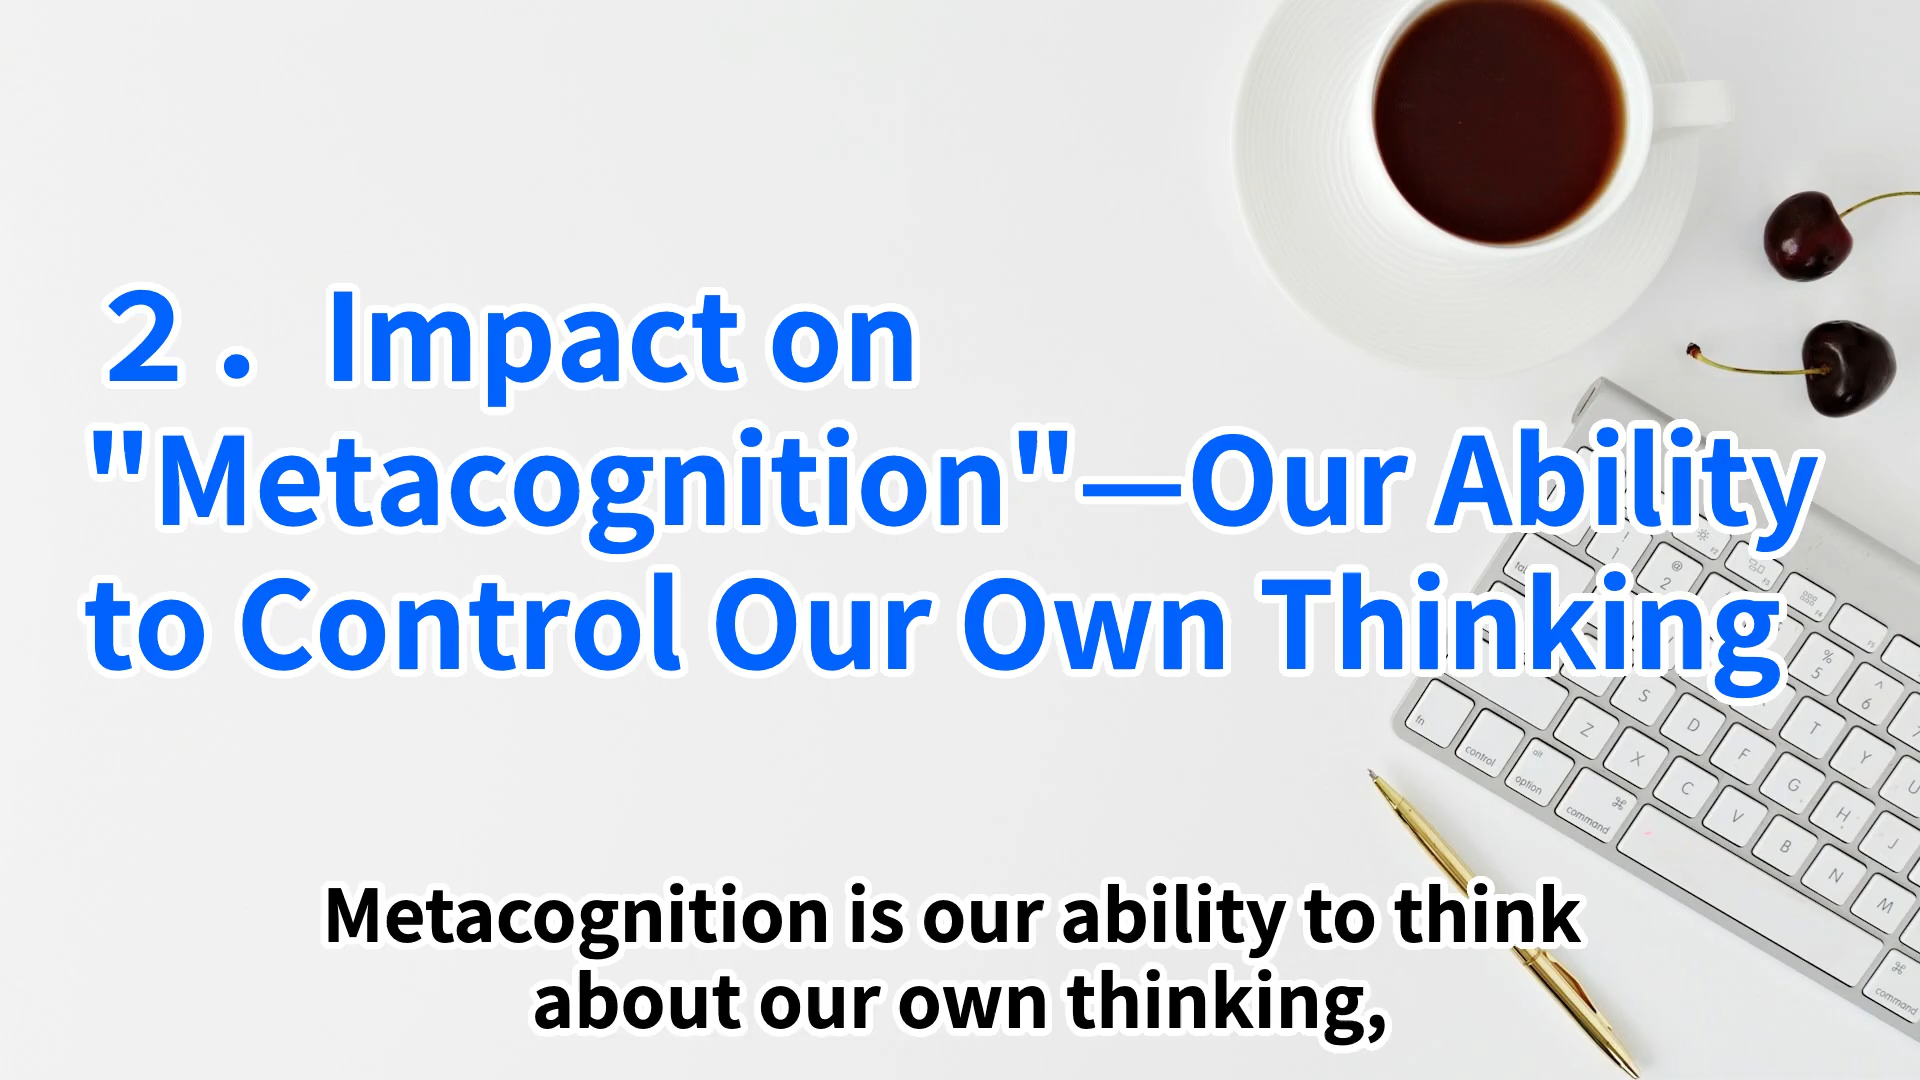 ２． Impact on
"Metacognition"—Our Ability
to Control Our Own Thinking
Metacognition is our ability to think
about our own thinking,